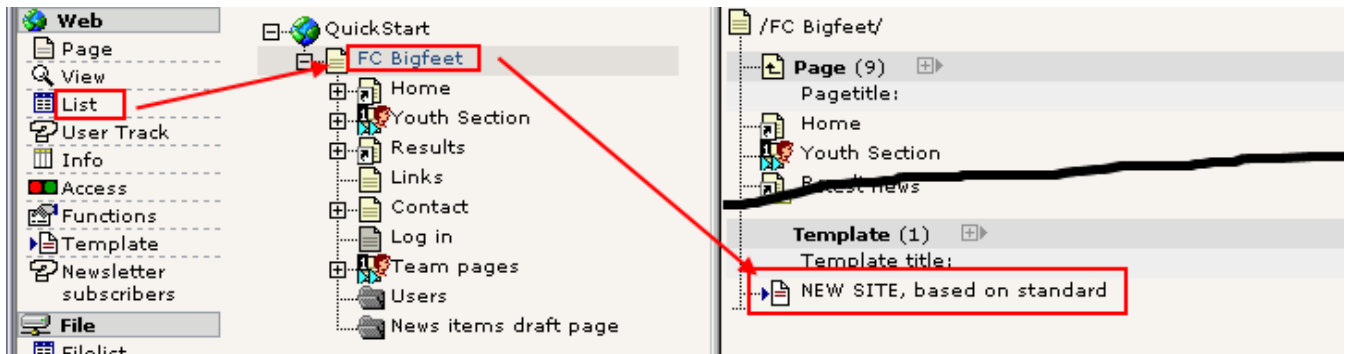 Web
Page
View
List
User Track
Info
Access
Functions
Template
Newsletter
subscribers
File
Filelist
QuickStart
FC Bigfeet
Home
Youth Section
Results
Links
Contact
Log in
Team pages
Users
News items draft page
/FC Bigfeet/
Page (9)
Pagetitle:
Home
Youth Section
news
Template (1)
Template title:
NEW SITE, based on standard